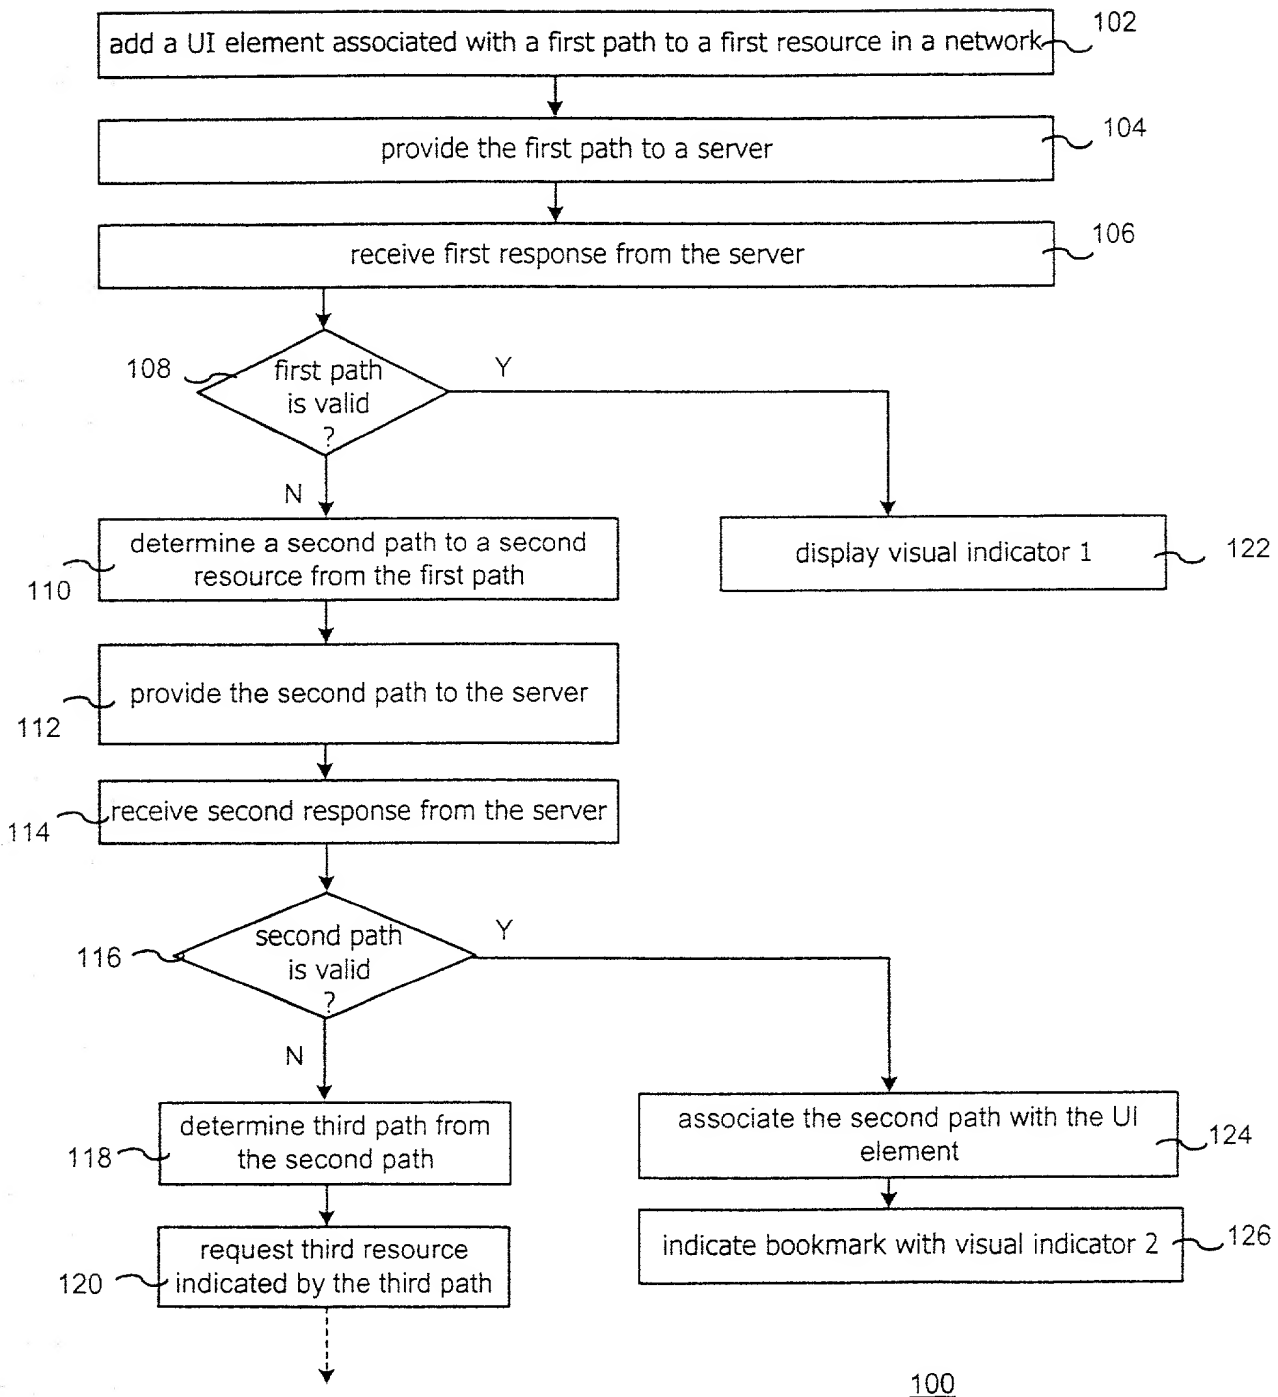 add a UI element associated with a first path to a first resource in a network
102
provide the first path to a server
104
receive first response from the server
106
108
first path
is valid
?
Y
N
determine a second path to a second
resource from the first path
110
display visual indicator 1
122
provide the second path to the server
112
receive second response from the server
114
116
second path
is valid
?
Y
N
determine third path from
the second path
118
associate the second path with the UI
element
124
request third resource
indicated by the third path
120
indicate bookmark with visual indicator 2
126
100